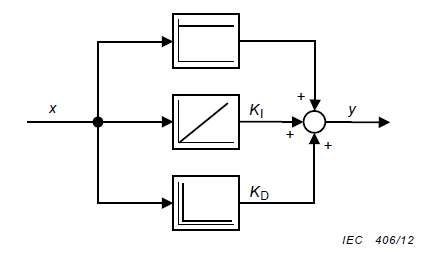 x
+
K_I
y
+
+
K_D
IEC 406/12